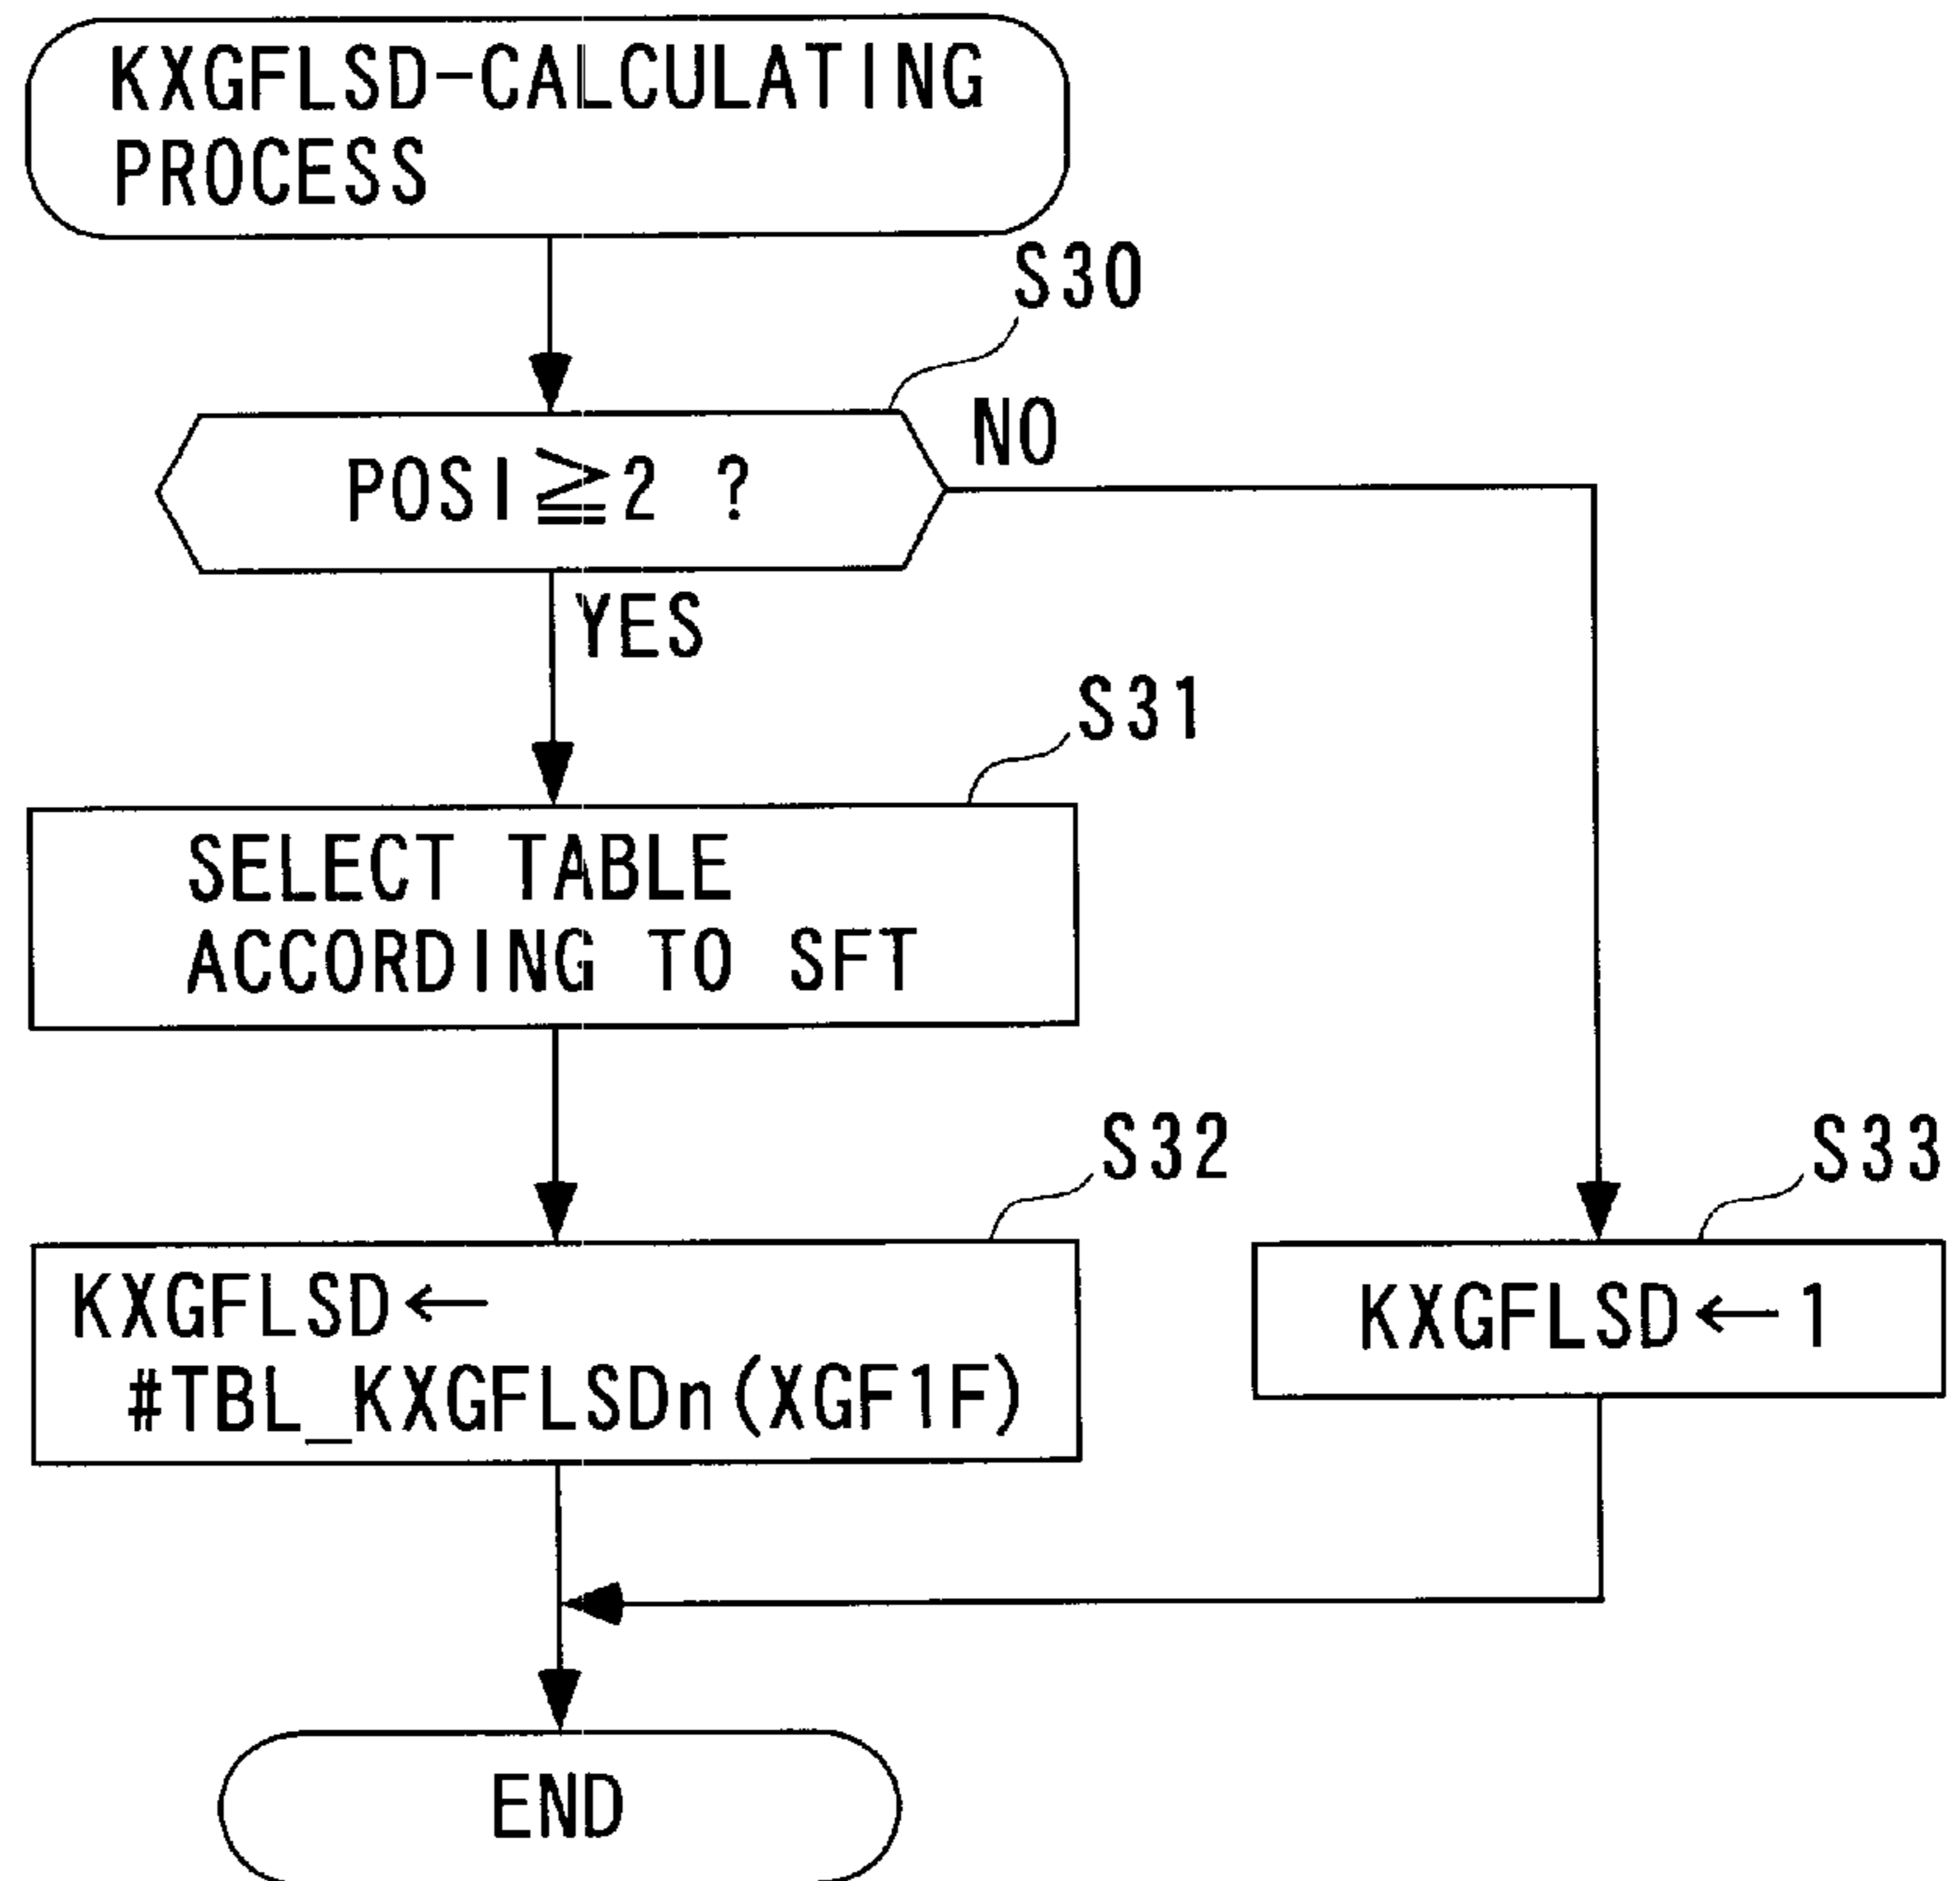 KXGFLSD-CALCULATING
PROCESS
S30
POSI≧2 ?
NO
YES
S31
SELECT TABLE
ACCORDING TO SFT
S32
KXGFLSD←
#TBL_KXGFLSDn(XGF1F)
S33
KXGFLSD←1
END